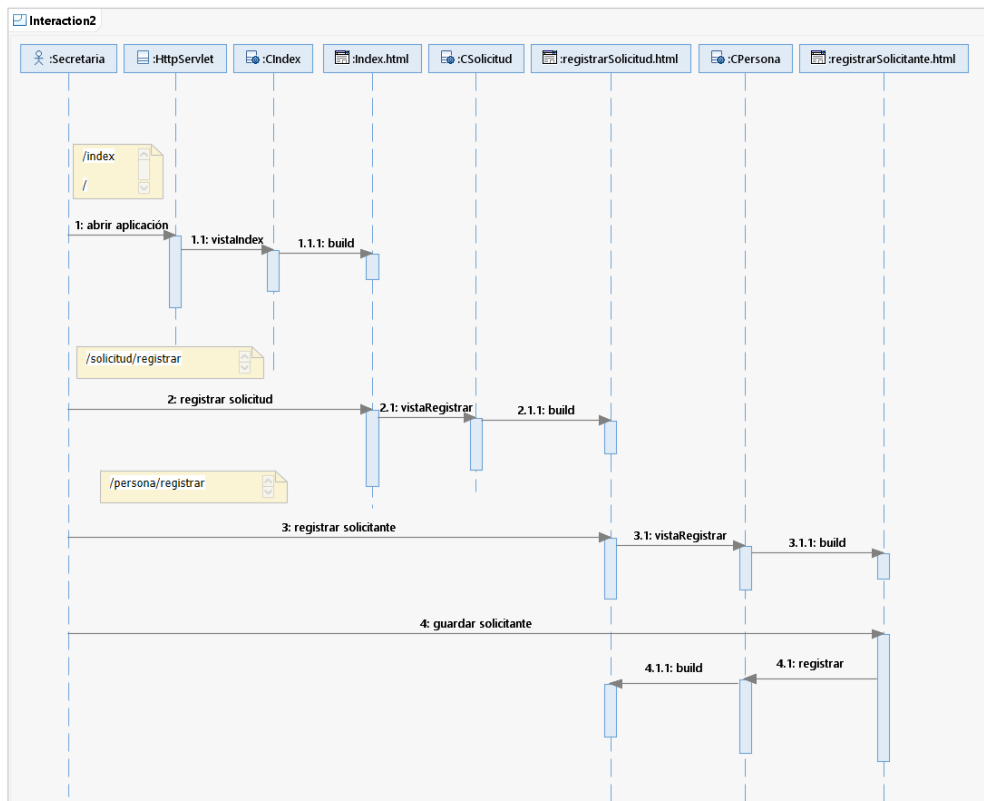 Interaction2
:Secretaria
:HttpServlet
:CIndex
:Index.html
:CSolicitud
:registrarSolicitud.html
:CPersona
:registrarSolicitante.html
/index
/
1: abrir aplicación
1.1: vistaIndex
1.1.1: build
/solicitud/registrar
2: registrar solicitud
2.1: vistaRegistrar
2.1.1: build
/persona/registrar
3: registrar solicitante
3.1: vistaRegistrar
3.1.1: build
4: guardar solicitante
4.1: registrar
4.1.1: build